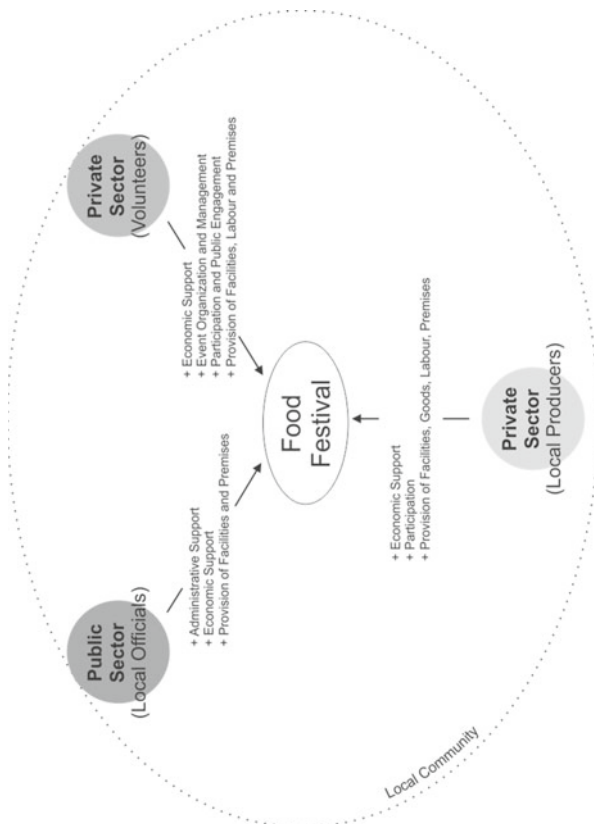 Public
Sector
(Local Officials)
+ Administrative Support
+ Economic Support
+ Provision of Facilities and Premises
Private
Sector
(Volunteers)
+ Economic Support
+ Event Organization and Management
+ Participation and Public Engagement
+ Provision of Facilities, Labour and Premises
Food
Festival
+ Economic Support
+ Participation
+ Provision of Facilities, Goods, Labour, Premises
Private
Sector
(Local Producers)
Local Community